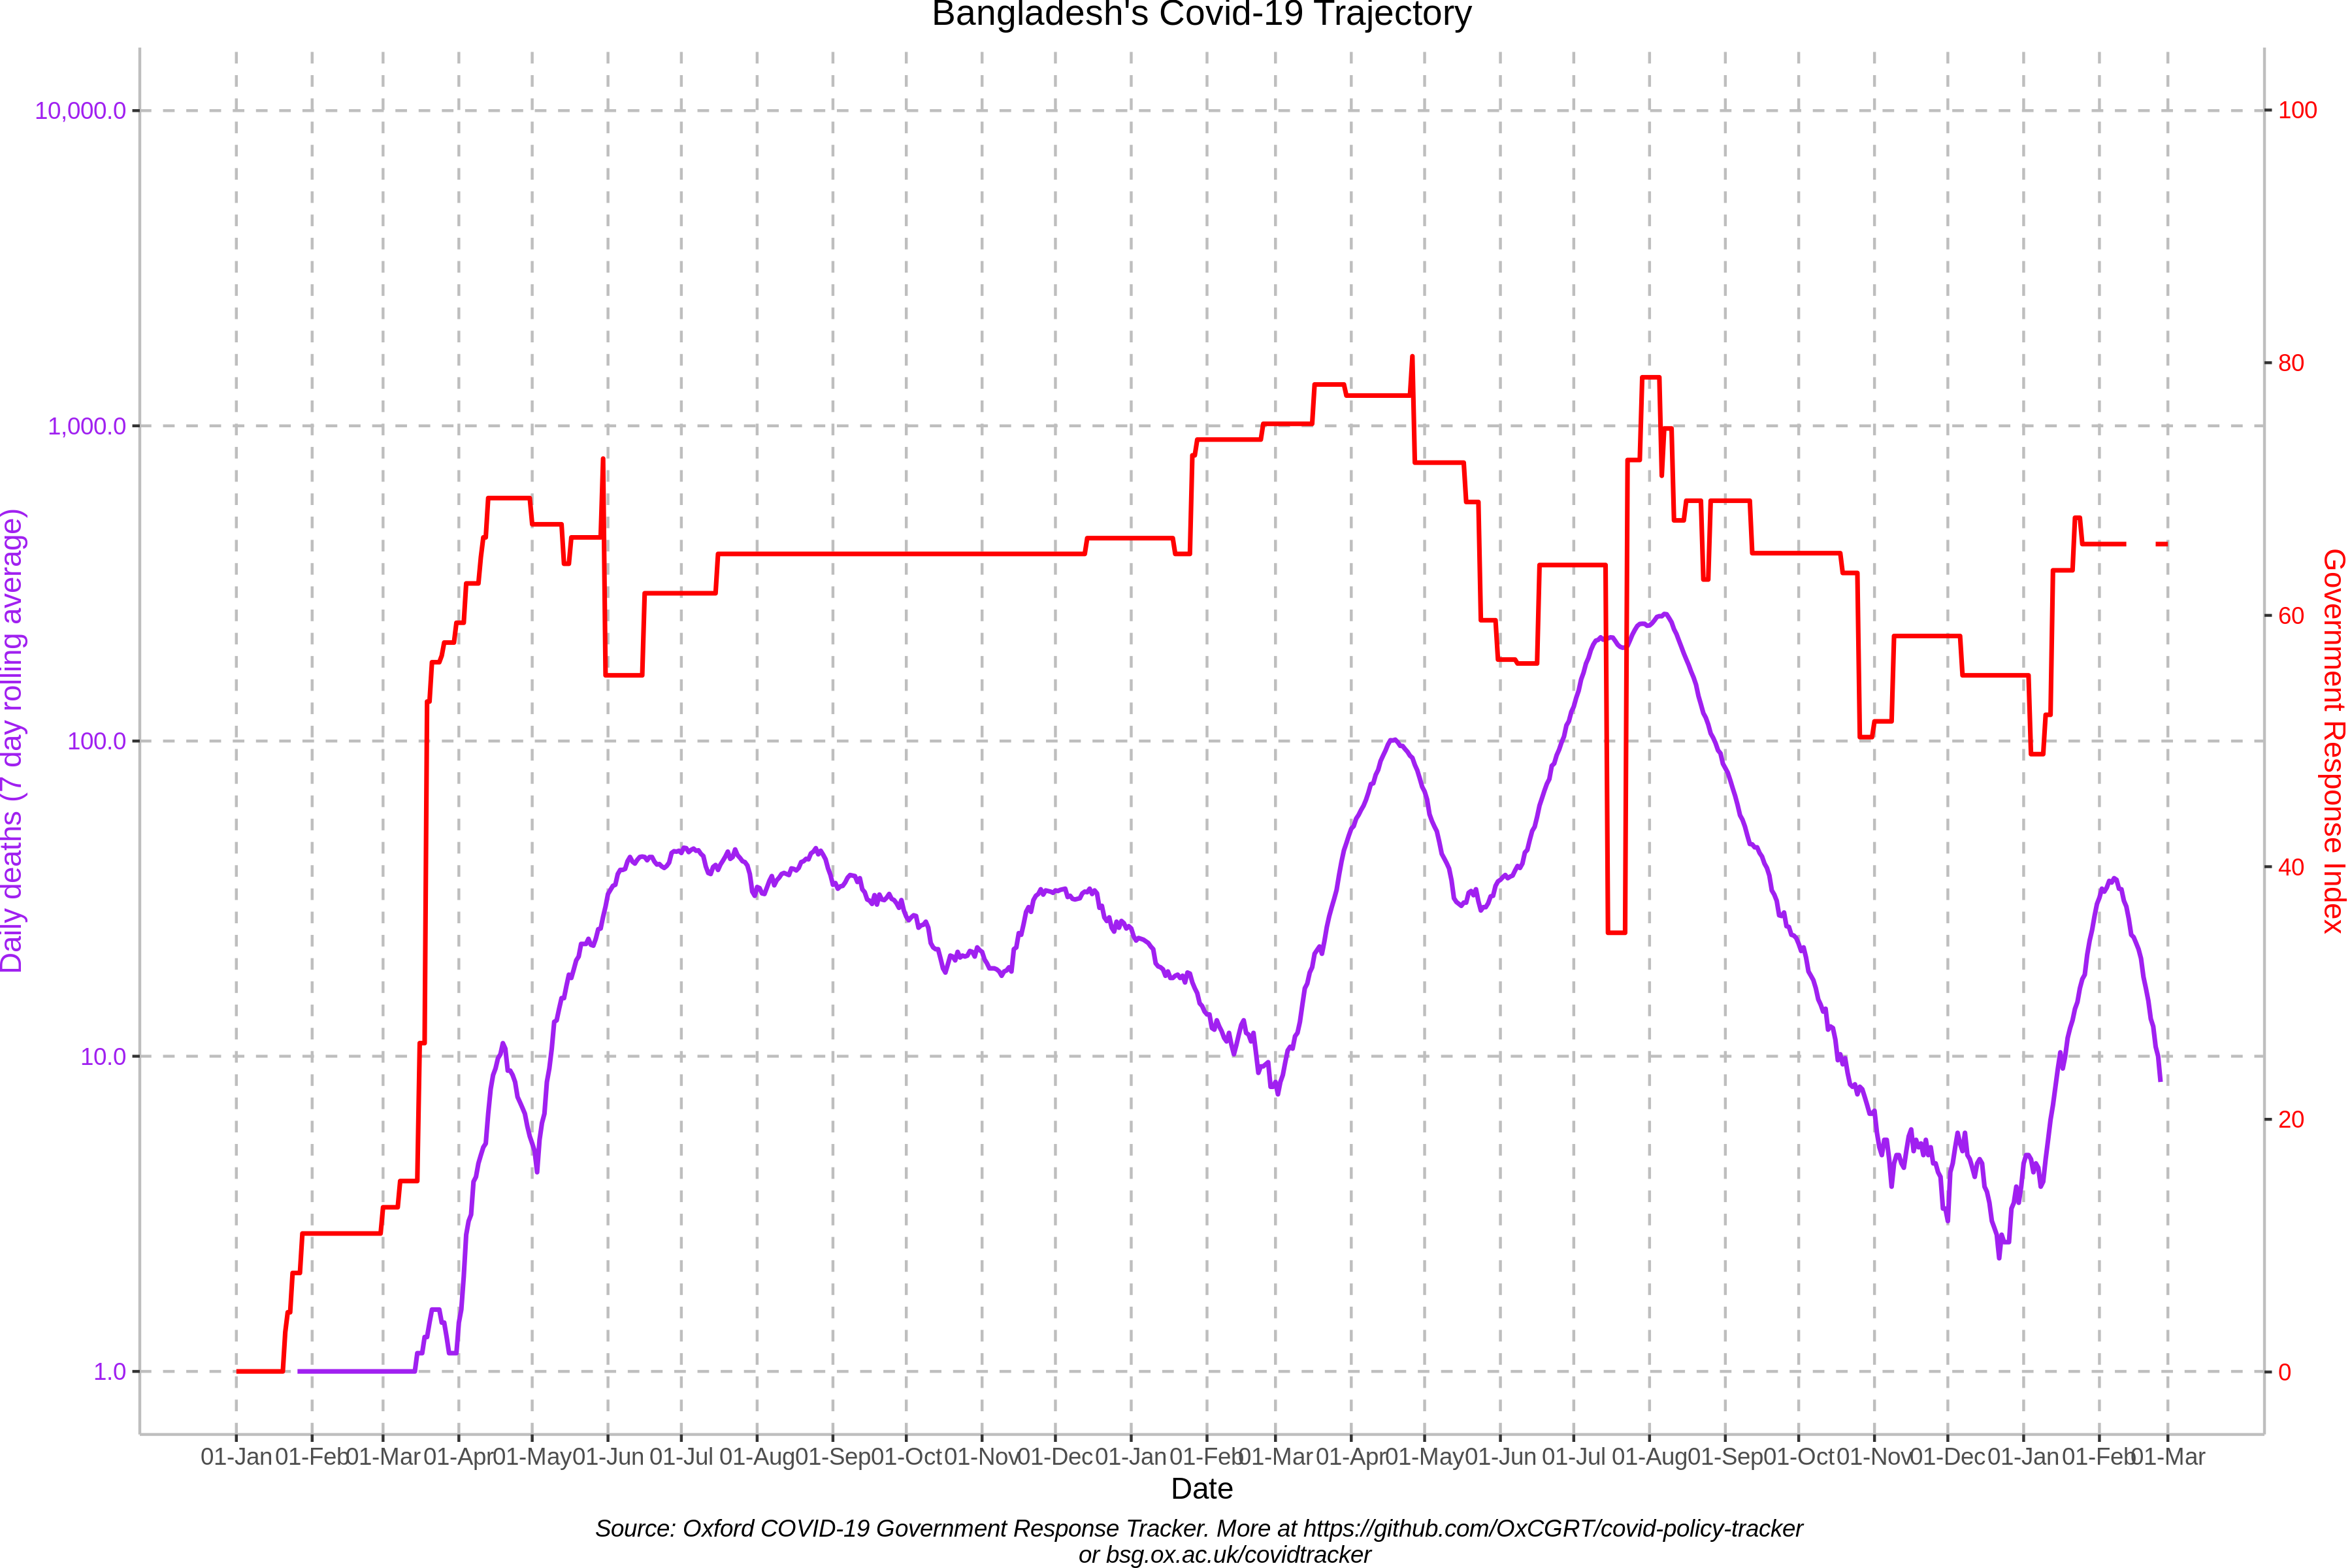 Bangladesh's Covid-19 Trajectory
10,000.0
1,000.0
100.0
10.0
1.0
Daily deaths (7 day rolling average)
100
80
60
40
20
0
Government Response Index
01-Jan 01-Feb 01-Mar 01-Apr 01-May 01-Jun 01-Jul 01-Aug 01-Sep 01-Oct 01-Nov 01-Dec 01-Jan 01-Feb 01-Mar 01-Apr 01-May 01-Jun 01-Jul 01-Aug 01-Sep 01-Oct 01-Nov 01-Dec 01-Jan 01-Feb 01-Mar
Date
Source: Oxford COVID-19 Government Response Tracker. More at https://github.com/OxCGRT/covid-policy-tracker
or bsg.ox.ac.uk/covidtracker